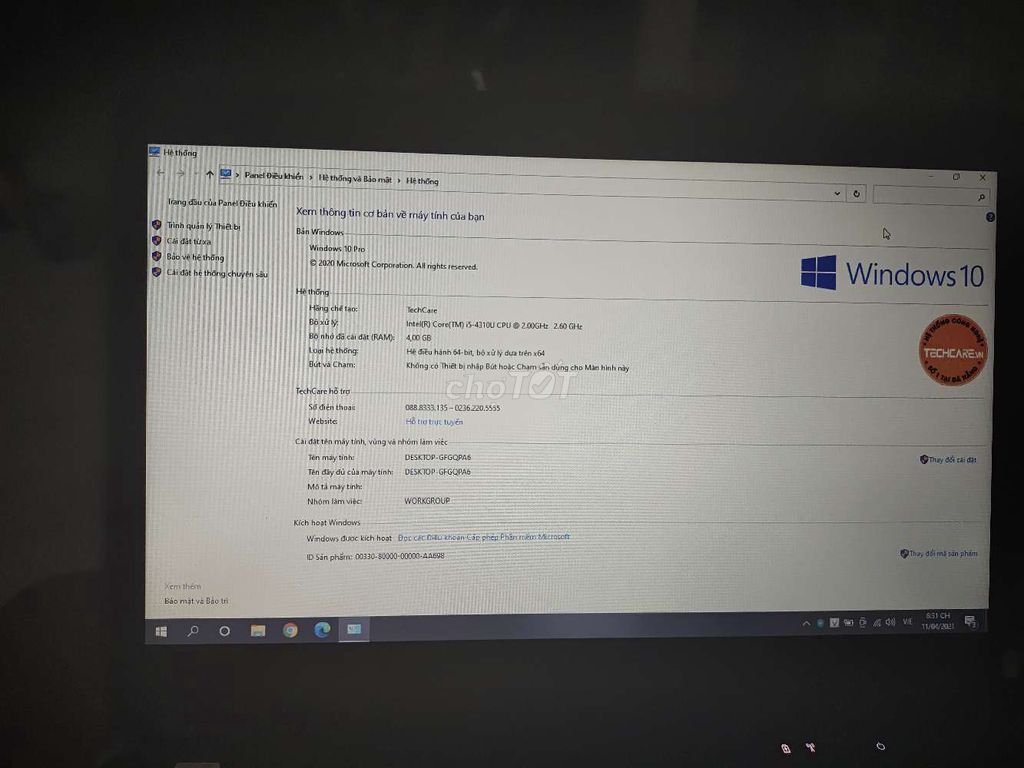 Hệ thống
Panel Điều khiển › Hệ thống và Bảo mật › Hệ thống
Trang đầu của Panel Điều khiển
Trình quản lý Thiết bị
Cài đặt từ xa
Bảo vệ hệ thống
Cài đặt hệ thống chuyên sâu
Xem thông tin cơ bản về máy tính của bạn
Bản Windows
Windows 10 Pro
© 2020 Microsoft Corporation. All rights reserved.
Windows 10
Hệ thống
Hãng chế tạo: TechCare
Bộ xử lý: Intel(R) Core(TM) i5-4310U CPU @ 2.00GHz 2.60 GHz
Bộ nhớ đã cài đặt (RAM): 4,00 GB
Loại hệ thống: Hệ điều hành 64-bit, bộ xử lý dựa trên x64
Bút và Chạm: Không có Thiết bị nhập Bút hoặc Chạm sẵn dùng cho Màn hình này
HỆ THỐNG CÔNG NGHỆ
TECHCARE.VN
SỐ 1 TẠI ĐÀ NẴNG
choTỐT
TechCare hỗ trợ
Số điện thoại: 088.8333.135 – 0236.220.5555
Website: Hỗ trợ trực tuyến
Cài đặt tên máy tính, vùng và nhóm làm việc
Tên máy tính: DESKTOP-GFGQPA6
Thay đổi cài đặt
Tên đầy đủ của máy tính: DESKTOP-GFGQPA6
Mô tả máy tính:
Nhóm làm việc: WORKGROUP
Kích hoạt Windows
Windows được kích hoạt Đọc các Điều khoản Cấp phép Phần mềm Microsoft
ID Sản phẩm: 00330-80000-00000-AA698
Thay đổi mã sản phẩm
Xem thêm
Bảo mật và Bảo trì
VIE
8:31 CH
11/04/2021